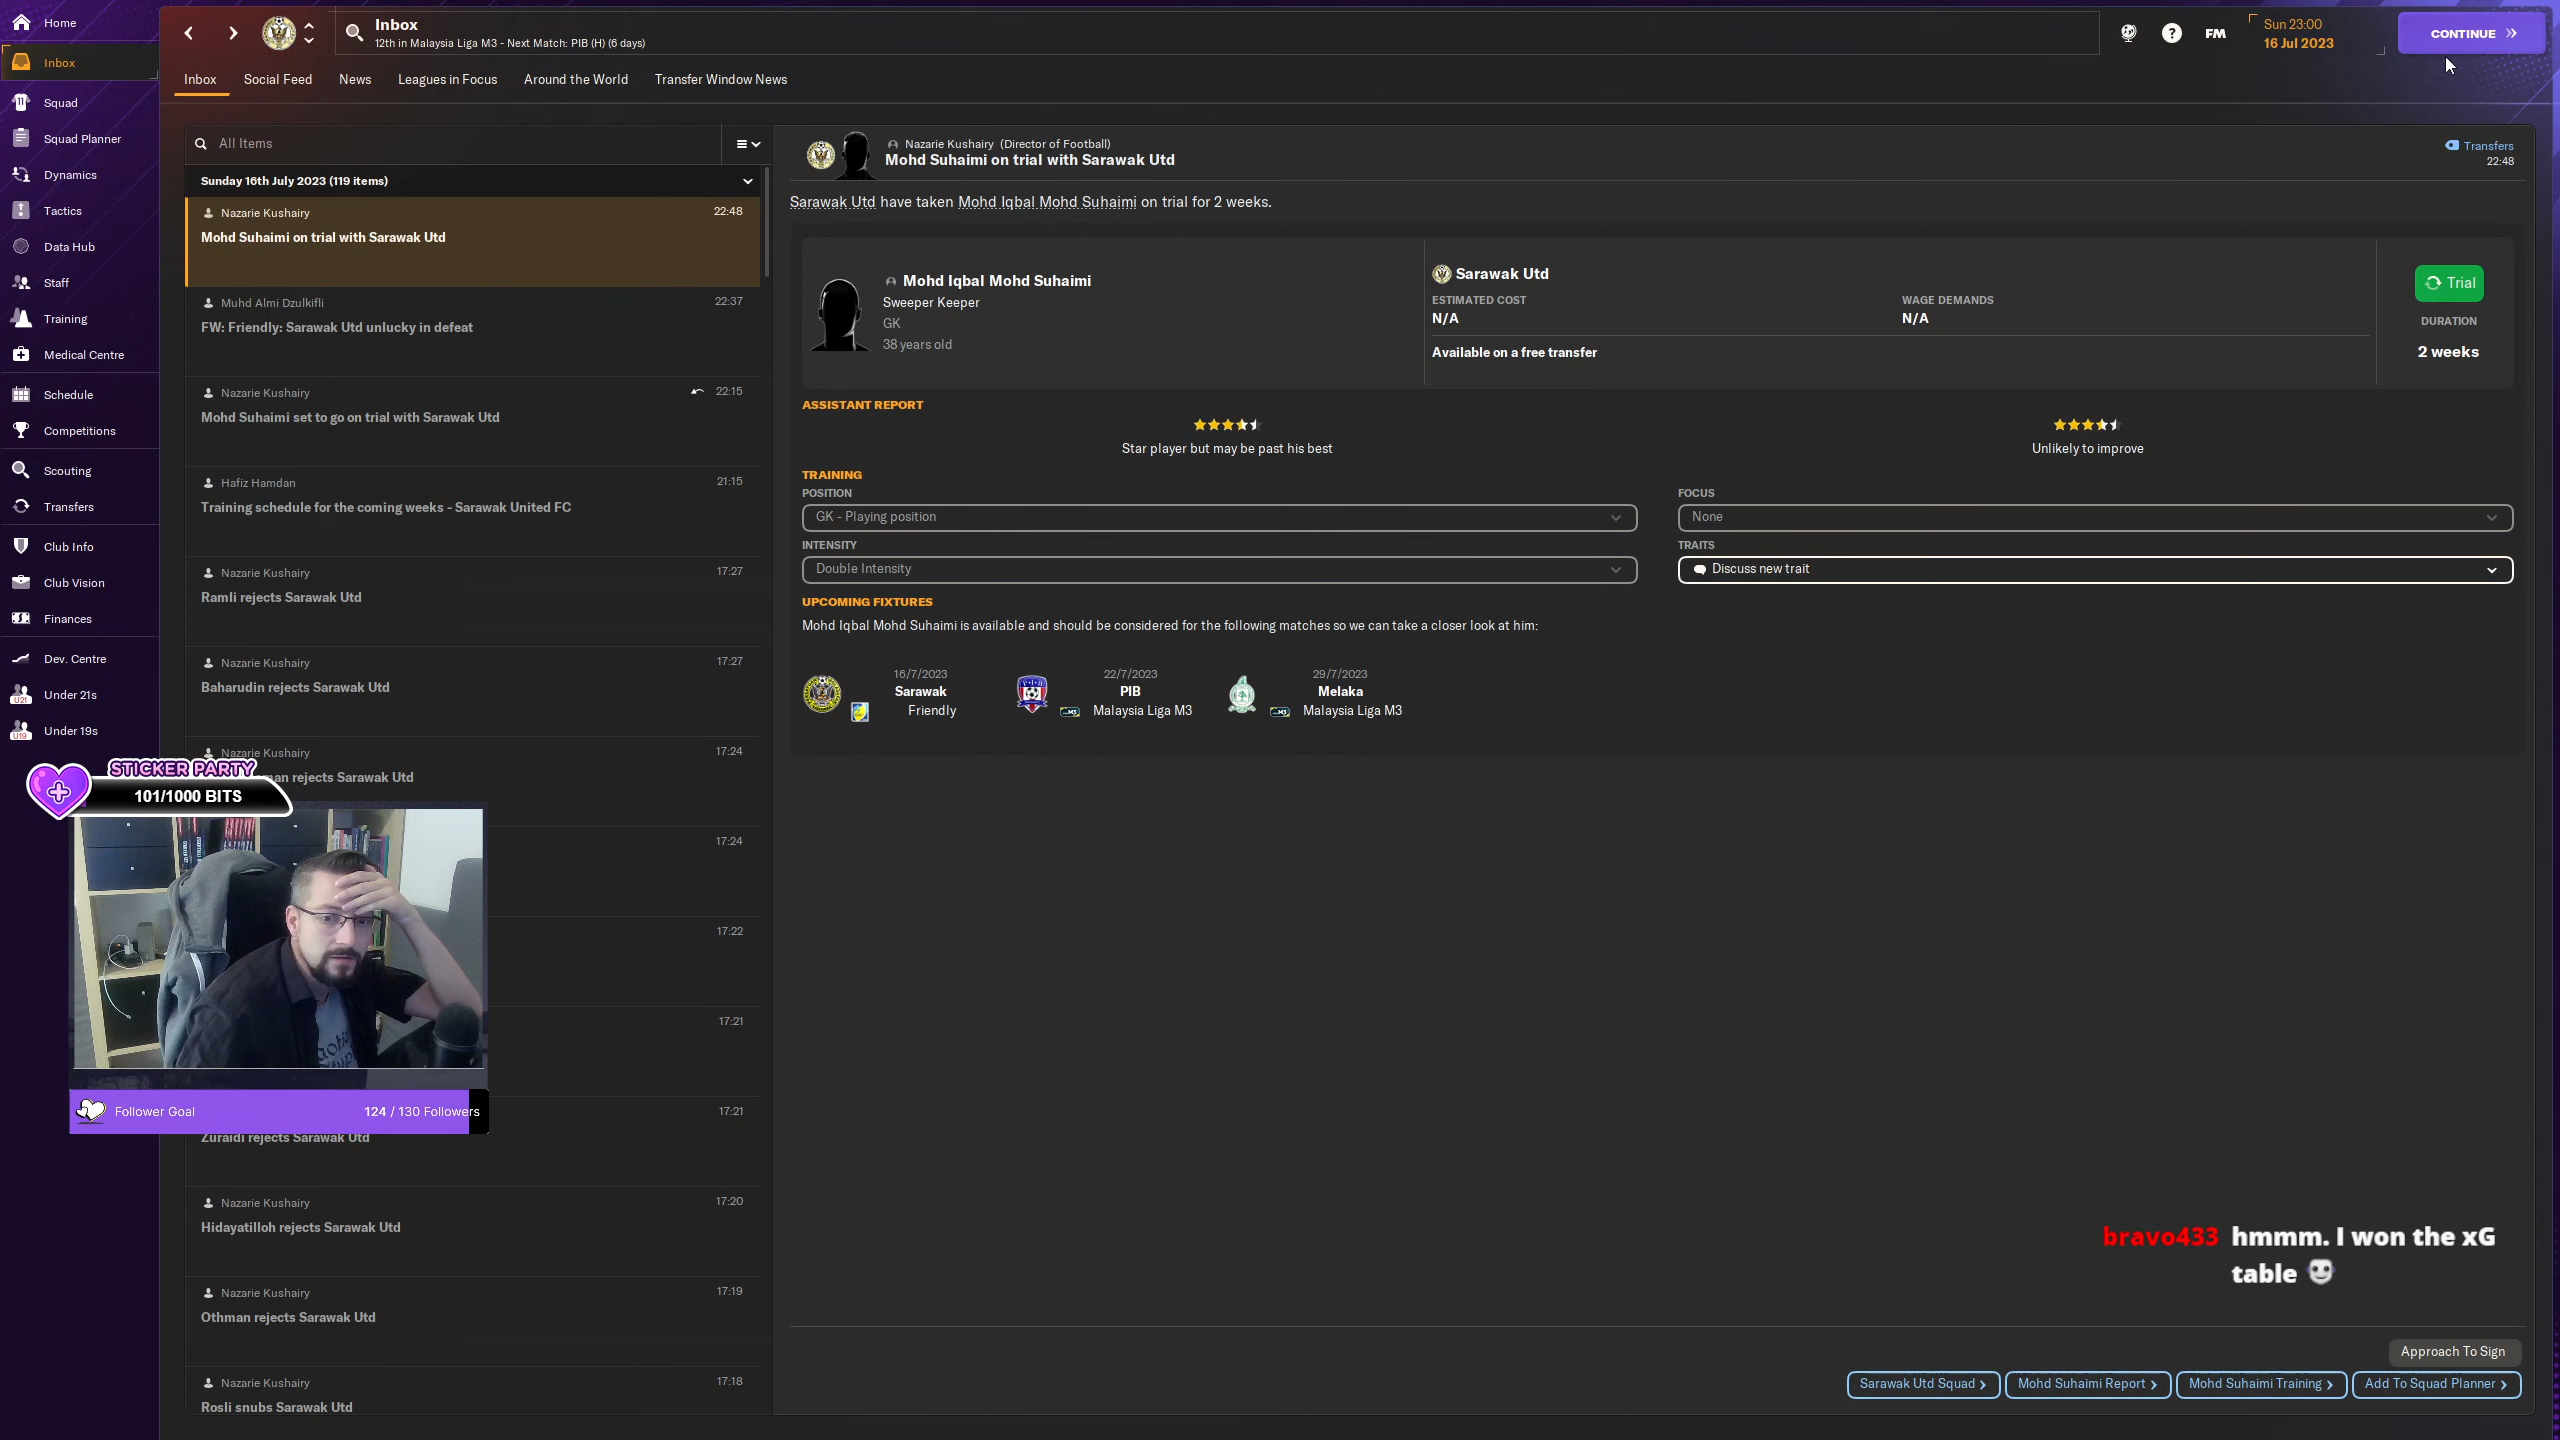 Home
Inbox
Squad
Squad Planner
Dynamics
Tactics
Data Hub
Staff
Training
Medical Centre
Schedule
Competitions
Scouting
Transfers
Club Info
Club Vision
Finances
Dev. Centre
U21
Under 21s
U19
Under 19s
Inbox
12th in Malaysia Liga M3 - Next Match: PIB (H) (6 days)
FM
Sun 23:00
16 Jul 2023
CONTINUE
Inbox
Social Feed
News
Leagues in Focus
Around the World
Transfer Window News
All Items
Sunday 16th July 2023 (119 items)
Nazarie Kushairy
22:48
Mohd Suhaimi on trial with Sarawak Utd
Muhd Almi Dzulkifli
22:37
FW: Friendly: Sarawak Utd unlucky in defeat
Nazarie Kushairy
22:15
Mohd Suhaimi set to go on trial with Sarawak Utd
Hafiz Hamdan
21:15
Training schedule for the coming weeks - Sarawak United FC
Nazarie Kushairy
17:27
Ramli rejects Sarawak Utd
Nazarie Kushairy
17:27
Baharudin rejects Sarawak Utd
Nazarie Kushairy
17:24
rejects Sarawak Utd
17:24
17:22
17:21
17:21
Zuraidi rejects Sarawak Utd
Nazarie Kushairy
17:20
Hidayatilloh rejects Sarawak Utd
Nazarie Kushairy
17:19
Othman rejects Sarawak Utd
Nazarie Kushairy
17:18
Rosli snubs Sarawak Utd
STICKER PARTY
101/1000 BITS
Follower Goal
124 / 130 Followers
Nazarie Kushairy (Director of Football)
Mohd Suhaimi on trial with Sarawak Utd
Transfers
22:48
Sarawak Utd have taken Mohd Iqbal Mohd Suhaimi on trial for 2 weeks.
Mohd Iqbal Mohd Suhaimi
Sweeper Keeper
GK
38 years old
Sarawak Utd
ESTIMATED COST
N/A
WAGE DEMANDS
N/A
Available on a free transfer
Trial
DURATION
2 weeks
ASSISTANT REPORT
Star player but may be past his best
Unlikely to improve
TRAINING
POSITION
GK - Playing position
FOCUS
None
INTENSITY
Double Intensity
TRAITS
Discuss new trait
UPCOMING FIXTURES
Mohd Iqbal Mohd Suhaimi is available and should be considered for the following matches so we can take a closer look at him:
16/7/2023
Sarawak
Friendly
22/7/2023
PIB
Malaysia Liga M3
29/7/2023
Melaka
Malaysia Liga M3
bravo433 hmmm. I won the xG
table
Approach To Sign
Sarawak Utd Squad
Mohd Suhaimi Report
Mohd Suhaimi Training
Add To Squad Planner